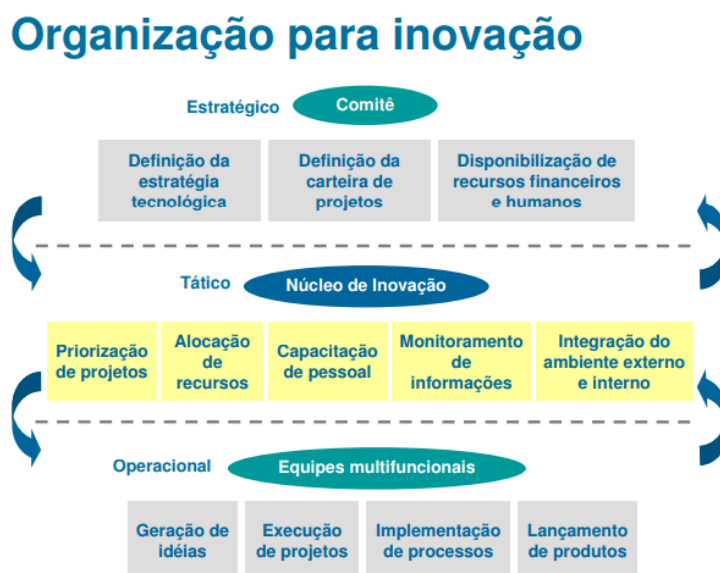 Organização para inovação
Estratégico
Comitê
Definição da
estratégia
tecnológica
Definição da
carteira de
projetos
Disponibilização de
recursos financeiros
e humanos
Tático
Núcleo de Inovação
Priorização
de projetos
Alocação
de
recursos
Capacitação
de pessoal
Monitoramento
de
informações
Integração do
ambiente externo
e interno
Operacional
Equipes multifuncionais
Geração de
idéias
Execução
de projetos
Implementação
de processos
Lançamento
de produtos